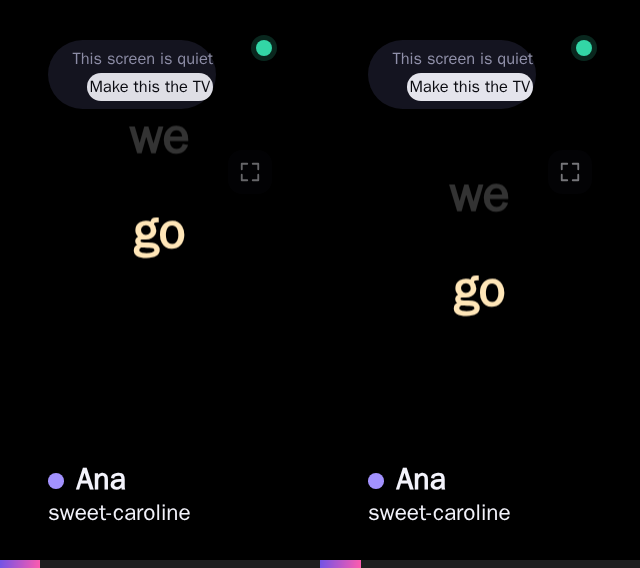 This screen is quiet
Make this the TV
we
go
Ana
sweet-caroline
This screen is quiet
Make this the TV
we
go
Ana
sweet-caroline